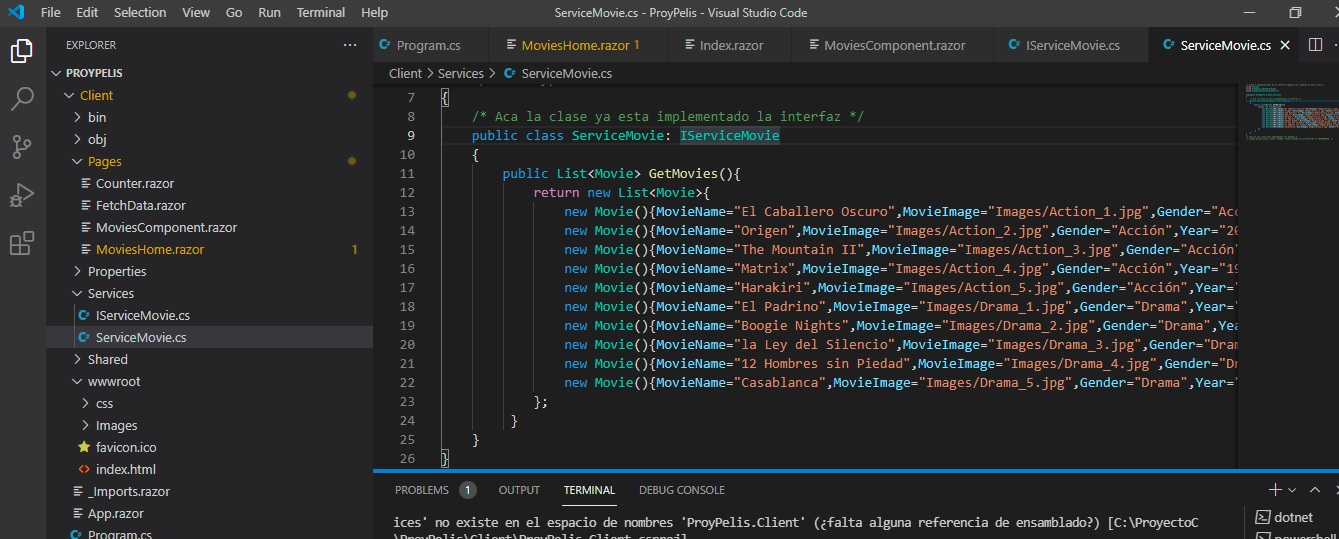 File Edit Selection View Go Run Terminal Help ServiceMovie.cs - ProyPelis - Visual Studio Code
EXPLORER
PROYPELIS
Client
bin
obj
Pages
Counter.razor
FetchData.razor
MoviesComponent.razor
MoviesHome.razor 1
Properties
Services
IServiceMovie.cs
ServiceMovie.cs
Shared
wwwroot
css
Images
favicon.ico
index.html
_Imports.razor
App.razor
Program.cs
Program.cs MoviesHome.razor 1 Index.razor MoviesComponent.razor IServiceMovie.cs ServiceMovie.cs
Client > Services > ServiceMovie.cs
7 {
8 /* Aca la clase ya esta implementado la interfaz */
9 public class ServiceMovie: IServiceMovie
10 {
11 public List<Movie> GetMovies(){
12 return new List<Movie>{
13 new Movie(){MovieName="El Caballero Oscuro",MovieImage="Images/Action_1.jpg",Gender="Acc
14 new Movie(){MovieName="Origen",MovieImage="Images/Action_2.jpg",Gender="Acción",Year="20
15 new Movie(){MovieName="The Mountain II",MovieImage="Images/Action_3.jpg",Gender="Acción"
16 new Movie(){MovieName="Matrix",MovieImage="Images/Action_4.jpg",Gender="Acción",Year="19
17 new Movie(){MovieName="Harakiri",MovieImage="Images/Action_5.jpg",Gender="Acción",Year="
18 new Movie(){MovieName="El Padrino",MovieImage="Images/Drama_1.jpg",Gender="Drama",Year="
19 new Movie(){MovieName="Boogie Nights",MovieImage="Images/Drama_2.jpg",Gender="Drama",Yea
20 new Movie(){MovieName="la Ley del Silencio",MovieImage="Images/Drama_3.jpg",Gender="Dram
21 new Movie(){MovieName="12 Hombres sin Piedad",MovieImage="Images/Drama_4.jpg",Gender="Dr
22 new Movie(){MovieName="Casablanca",MovieImage="Images/Drama_5.jpg",Gender="Drama",Year="
23 };
24 }
25 }
26 }
PROBLEMS 1 OUTPUT TERMINAL DEBUG CONSOLE
ices' no existe en el espacio de nombres 'ProyPelis.Client' (¿falta alguna referencia de ensamblado?) [C:\ProyectoC
\ProyPelis\Client\ProyPelis.Client.csproj]
dotnet
powershell